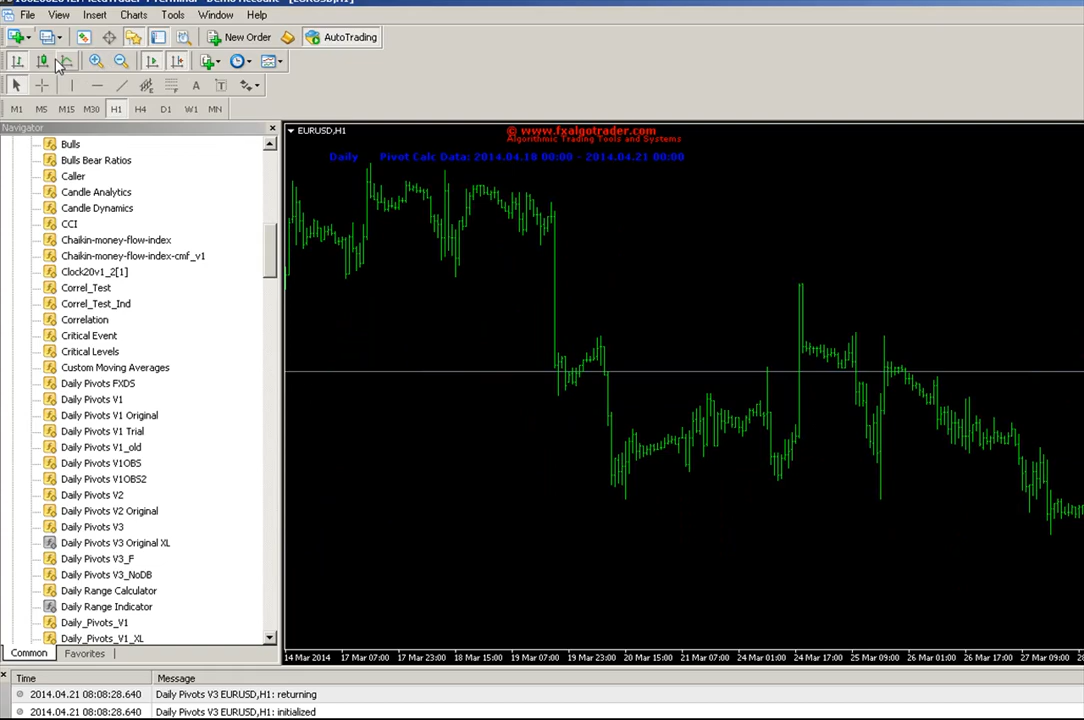 File View Insert Charts Tools Window Help
New Order AutoTrading
A T
M1 M5 M15 M30 H1 H4 D1 W1 MN
Navigator
Bulls
Bulls Bear Ratios
Caller
Candle Analytics
Candle Dynamics
CCI
Chaikin-money-flow-index
Chaikin-money-flow-index-cmf_v1
Clock20v1_2[1]
Correl_Test
Correl_Test_Ind
Correlation
Critical Event
Critical Levels
Custom Moving Averages
Daily Pivots FXDS
Daily Pivots V1
Daily Pivots V1 Original
Daily Pivots V1 Trial
Daily Pivots V1_old
Daily Pivots V1OBS
Daily Pivots V1OBS2
Daily Pivots V2
Daily Pivots V2 Original
Daily Pivots V3
Daily Pivots V3 Original XL
Daily Pivots V3_F
Daily Pivots V3_NoDB
Daily Range Calculator
Daily Range Indicator
Daily_Pivots_V1
Daily_Pivots_V1_XL
Common Favorites
EURUSD,H1
© www.fxalgotrader.com
Algorithmic Trading Tools and Systems
Daily Pivot Calc Data: 2014.04.18 00:00 - 2014.04.21 00:00
14 Mar 2014 17 Mar 07:00 17 Mar 23:00 18 Mar 15:00 19 Mar 07:00 19 Mar 23:00 20 Mar 15:00 21 Mar 07:00 24 Mar 00:00 24 Mar 17:00 25 Mar 09:00 26 Mar 01:00 26 Mar 17:00 27 Mar 09:00
Time Message
2014.04.21 08:08:28.640 Daily Pivots V3 EURUSD,H1: returning
2014.04.21 08:08:28.640 Daily Pivots V3 EURUSD,H1: initialized